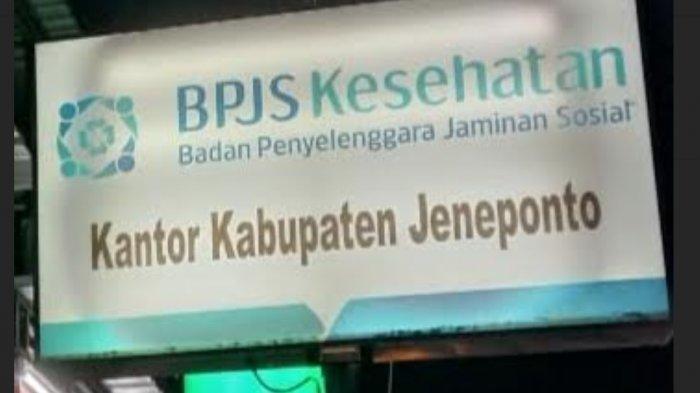 BPJS Kesehatan
Badan Penyelenggara Jaminan Sosial
Kantor Kabupaten Jeneponto